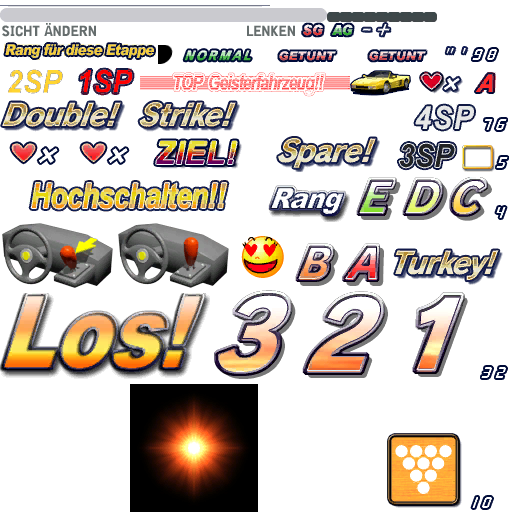 SICHT ÄNDERN LENKEN SG AG - +
Rang für diese Etappe NORMAL GETUNT GETUNT ' '' 98
2SP 1SP TOP Geisterfahrzeug!! x A
Double! Strike! 4SP 76
x x ZIEL! Spare! 3SP 5
Hochschalten!! Rang E D C 4
B A Turkey!
Los! 3 2 1 32
10